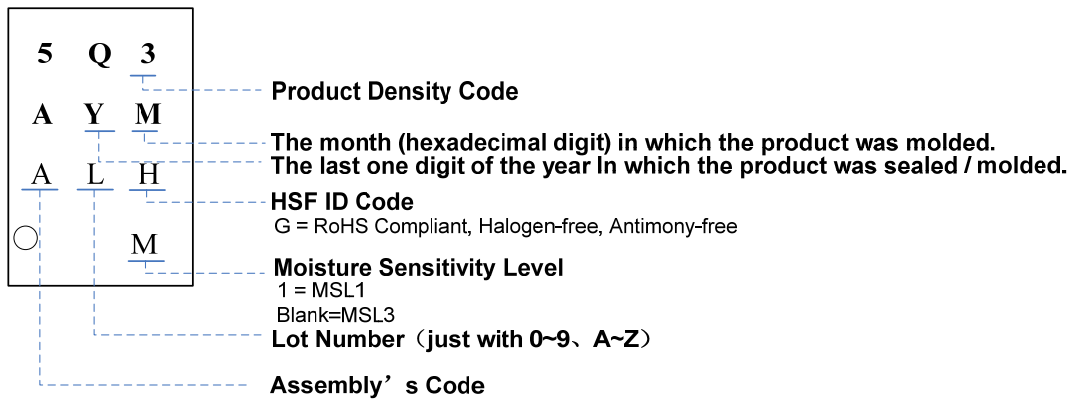 5 Q 3
Product Density Code
A Y M
The month (hexadecimal digit) in which the product was molded.
The last one digit of the year In which the product was sealed / molded.
A L H
HSF ID Code
G = RoHS Compliant, Halogen-free, Antimony-free
M
Moisture Sensitivity Level
1 = MSL1
Blank=MSL3
Lot Number（just with 0~9、A~Z）
Assembly’s Code